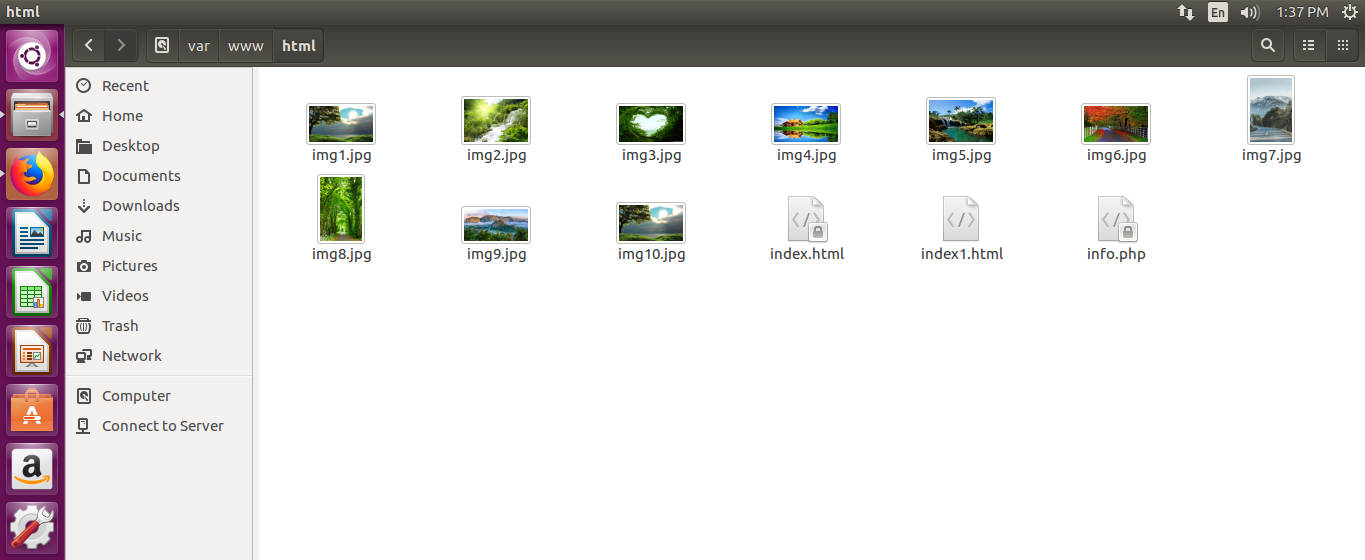 html
En
1:37 PM
var
www
html
Recent
Home
Desktop
Documents
Downloads
Music
Pictures
Videos
Trash
Network
Computer
Connect to Server
img1.jpg
img2.jpg
img3.jpg
img4.jpg
img5.jpg
img6.jpg
img7.jpg
img8.jpg
img9.jpg
img10.jpg
index.html
index1.html
info.php